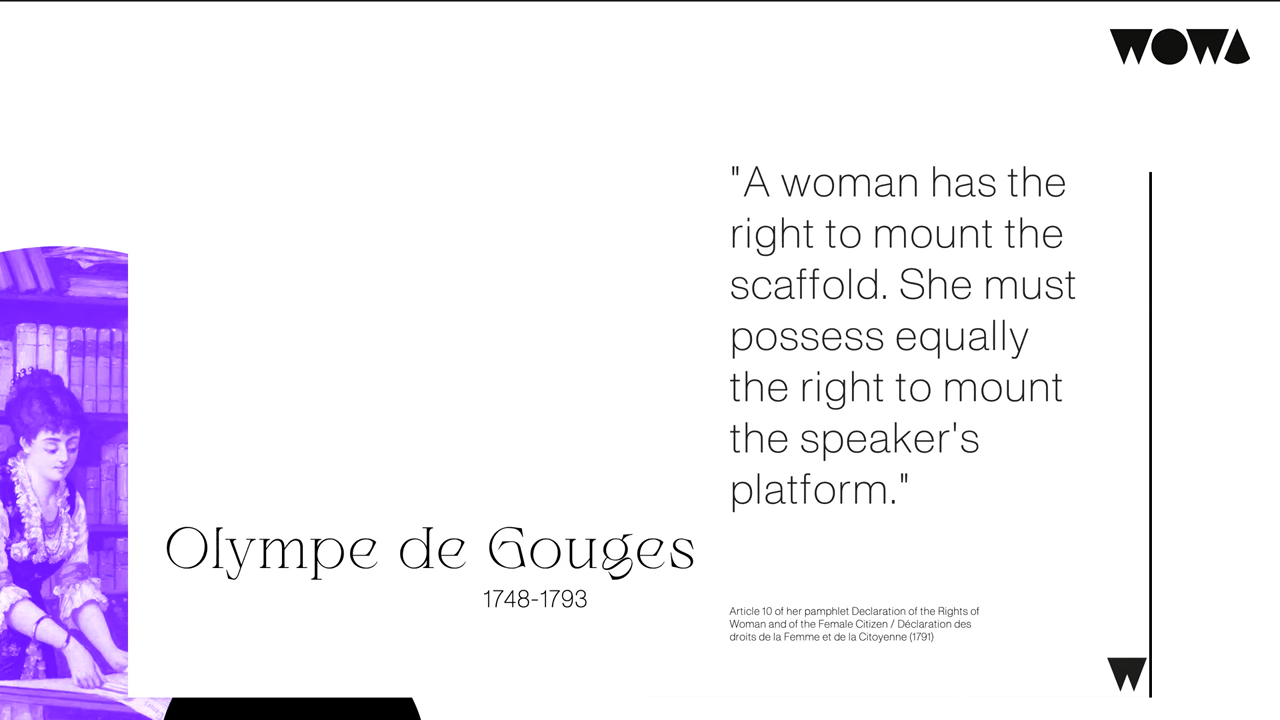 WOWA
"A woman has the
right to mount the
scaffold. She must
possess equally
the right to mount
the speaker's
platform."
Olympe de Gouges
1748-1793
Article 10 of her pamphlet Declaration of the Rights of
Woman and of the Female Citizen / Déclaration des
droits de la Femme et de la Citoyenne (1791)
W